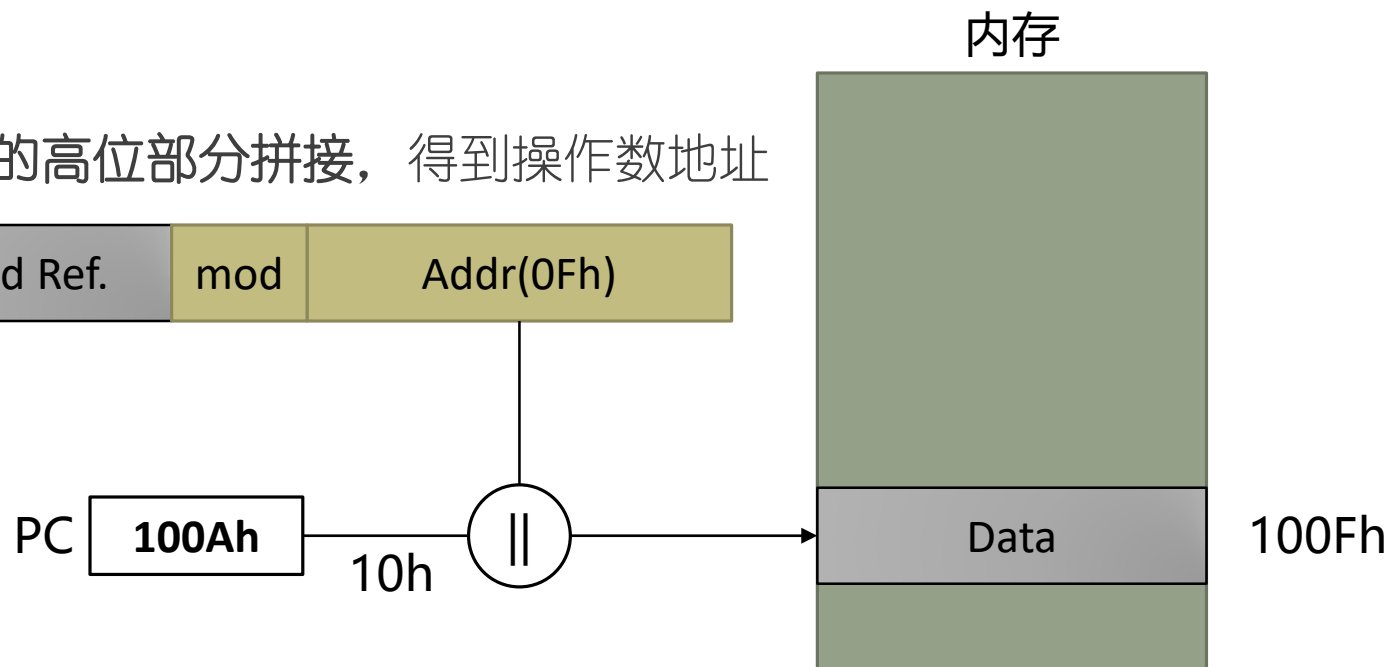 内存
的高位部分拼接，得到操作数地址
d Ref. mod Addr(0Fh)
PC 100Ah || Data 100Fh
10h